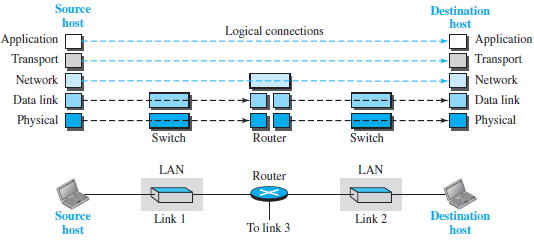 Source
host
Destination
host
Logical connections
Application
Application
Transport
Transport
Network
Network
Data link
Data link
Physical
Physical
Switch
Router
Switch
LAN
Router
LAN
Source
host
Link 1
To link 3
Link 2
Destination
host